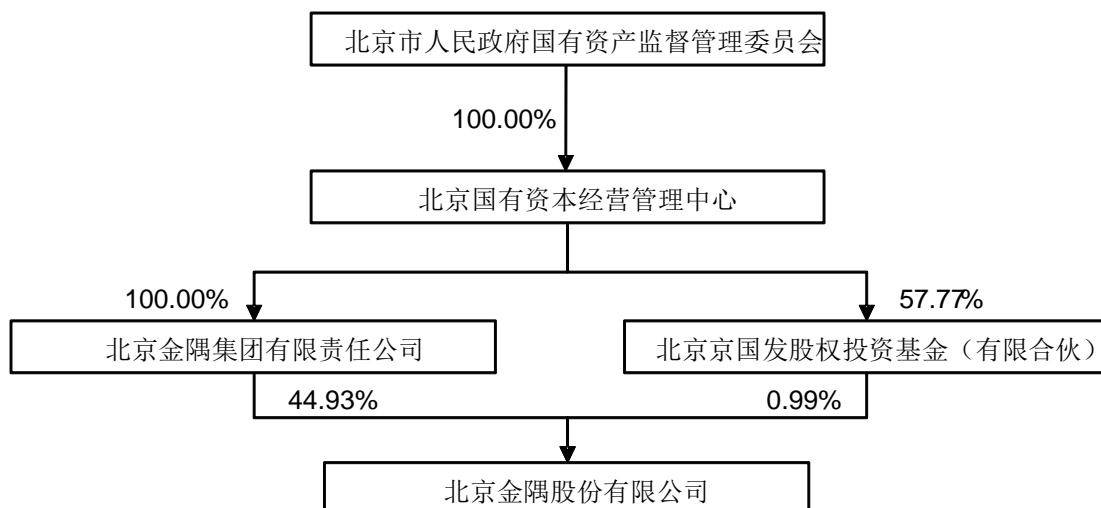 北京市人民政府国有资产监督管理委员会
100.00%
北京国有资本经营管理中心
100.00%
57.77%
北京金隅集团有限责任公司
北京京国发股权投资基金（有限合伙）
44.93%
0.99%
北京金隅股份有限公司